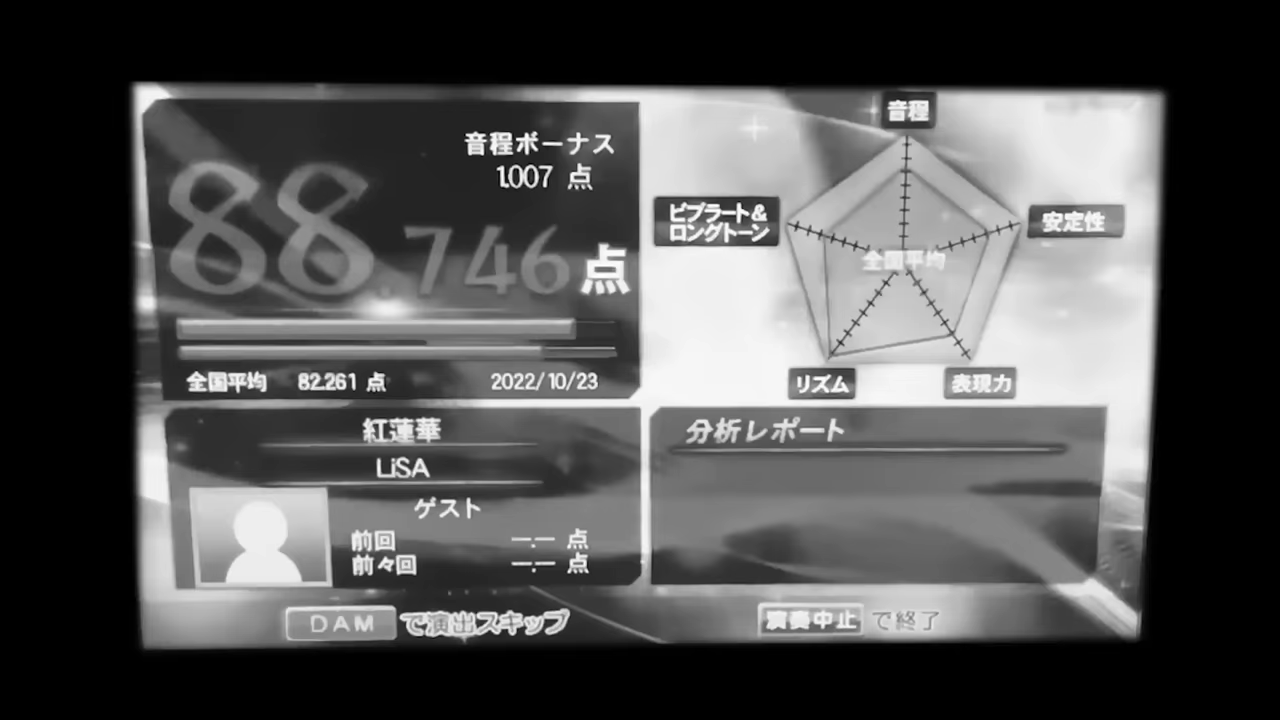 音程ボーナス
1.007 点
88.746点
全国平均 82.261 点 2022/10/23
紅蓮華
LiSA
ゲスト
前回 --.-- 点
前々回 --.-- 点
音程
ビブラート&
ロングトーン
安定性
全国平均
リズム
表現力
分析レポート
DAM で演出スキップ
演奏中止 で終了